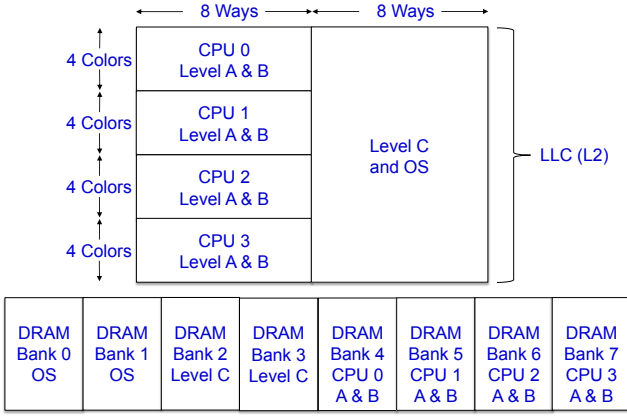 8 Ways
8 Ways
4 Colors
CPU 0
Level A & B
4 Colors
CPU 1
Level A & B
4 Colors
CPU 2
Level A & B
4 Colors
CPU 3
Level A & B
Level C
and OS
LLC (L2)
DRAM
Bank 0
OS
DRAM
Bank 1
OS
DRAM
Bank 2
Level C
DRAM
Bank 3
Level C
DRAM
Bank 4
CPU 0
A & B
DRAM
Bank 5
CPU 1
A & B
DRAM
Bank 6
CPU 2
A & B
DRAM
Bank 7
CPU 3
A & B